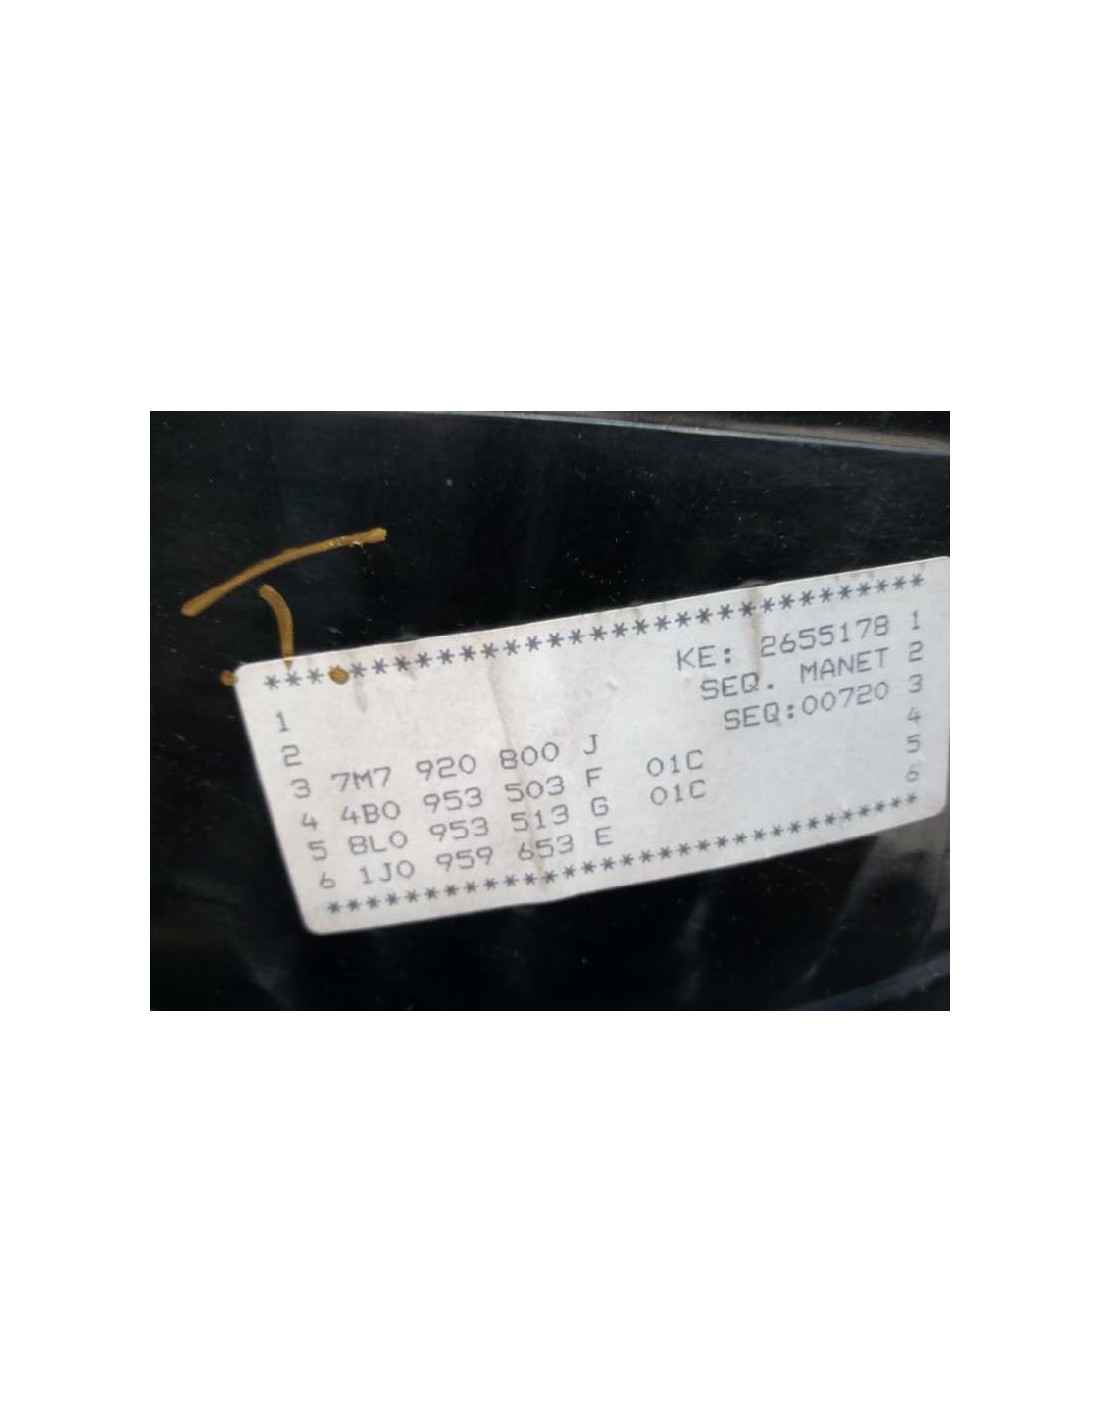 T
******************************
1 KE: 2655178 1
2 SEQ. MANET 2
3 7M7 920 800 J SEQ:00720 3
4 4B0 953 503 F 01C 4
5 8L0 953 513 G 01C 5
6 1J0 959 653 E 6
******************************